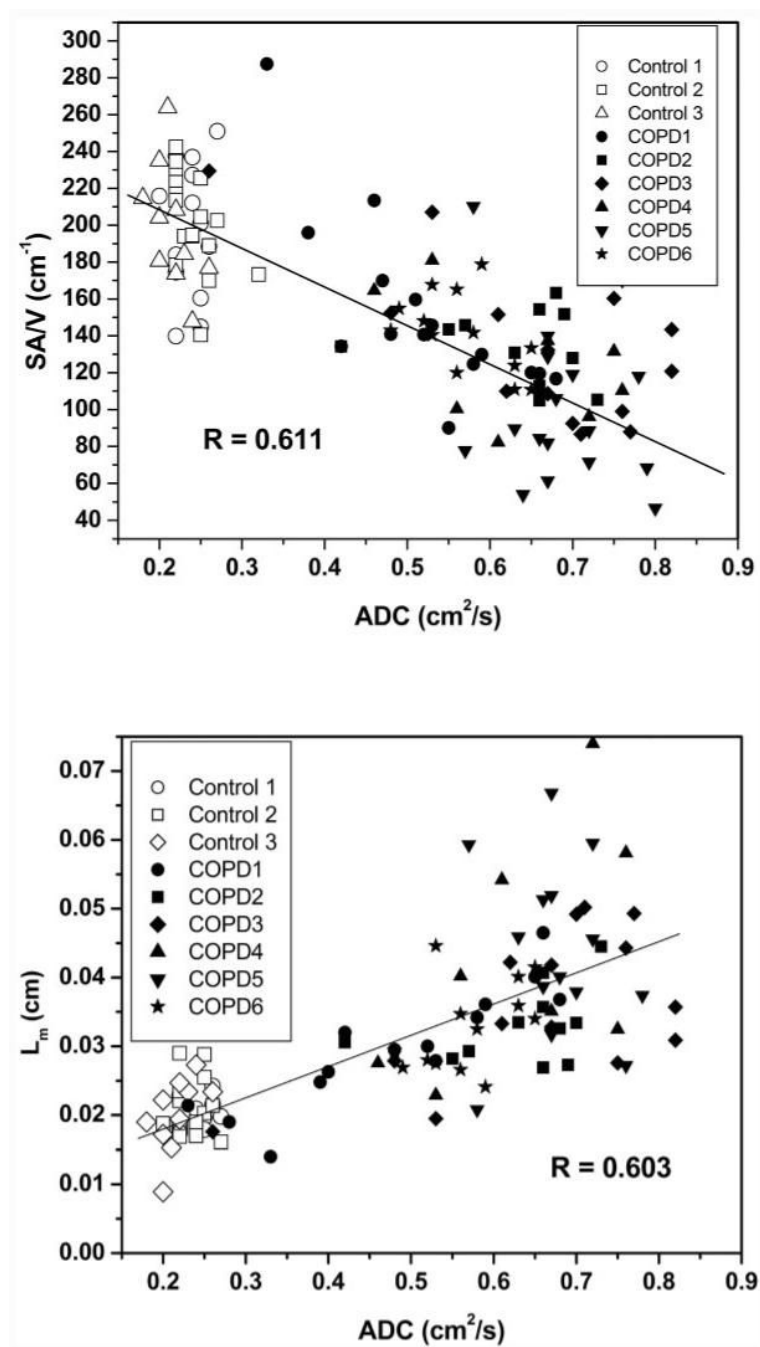 300
280
260
240
220
200
180
160
140
120
100
80
60
40
SA/V (cm⁻¹)
Control 1
Control 2
Control 3
COPD1
COPD2
COPD3
COPD4
COPD5
COPD6
R = 0.611
0.2 0.3 0.4 0.5 0.6 0.7 0.8 0.9
ADC (cm²/s)
0.07
0.06
0.05
0.04
0.03
0.02
0.01
0.00
Lₘ (cm)
Control 1
Control 2
Control 3
COPD1
COPD2
COPD3
COPD4
COPD5
COPD6
R = 0.603
0.2 0.3 0.4 0.5 0.6 0.7 0.8 0.9
ADC (cm²/s)